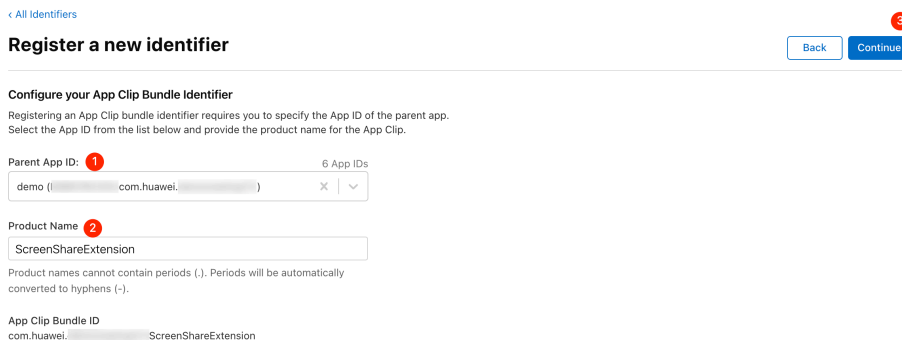 ‹ All Identifiers
3
Register a new identifier
Back
Continue
Configure your App Clip Bundle Identifier
Registering an App Clip bundle identifier requires you to specify the App ID of the parent app.
Select the App ID from the list below and provide the product name for the App Clip.
Parent App ID: 1 6 App IDs
demo ( com.huawei. )
Product Name 2
ScreenShareExtension
Product names cannot contain periods (.). Periods will be automatically
converted to hyphens (-).
App Clip Bundle ID
com.huawei. ScreenShareExtension